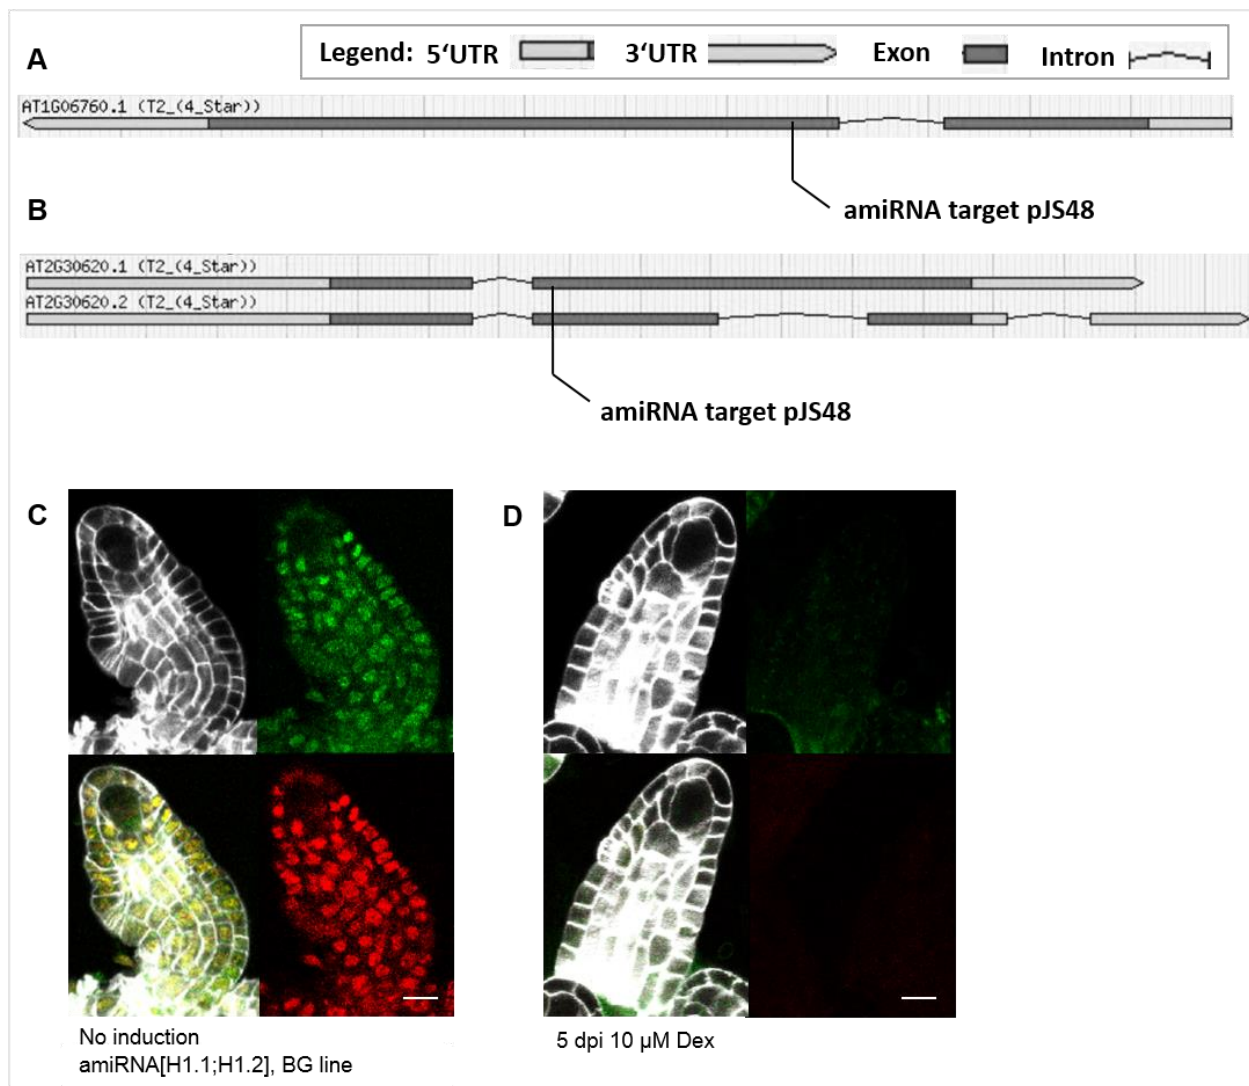 A
Legend: 5‘UTR 3‘UTR Exon Intron
AT1G06760.1 (T2_(4_Star))
amiRNA target pJS48
B
AT2G30620.1 (T2_(4_Star))
AT2G30620.2 (T2_(4_Star))
amiRNA target pJS48
C
D
No induction
amiRNA[H1.1;H1.2], BG line
5 dpi 10 µM Dex